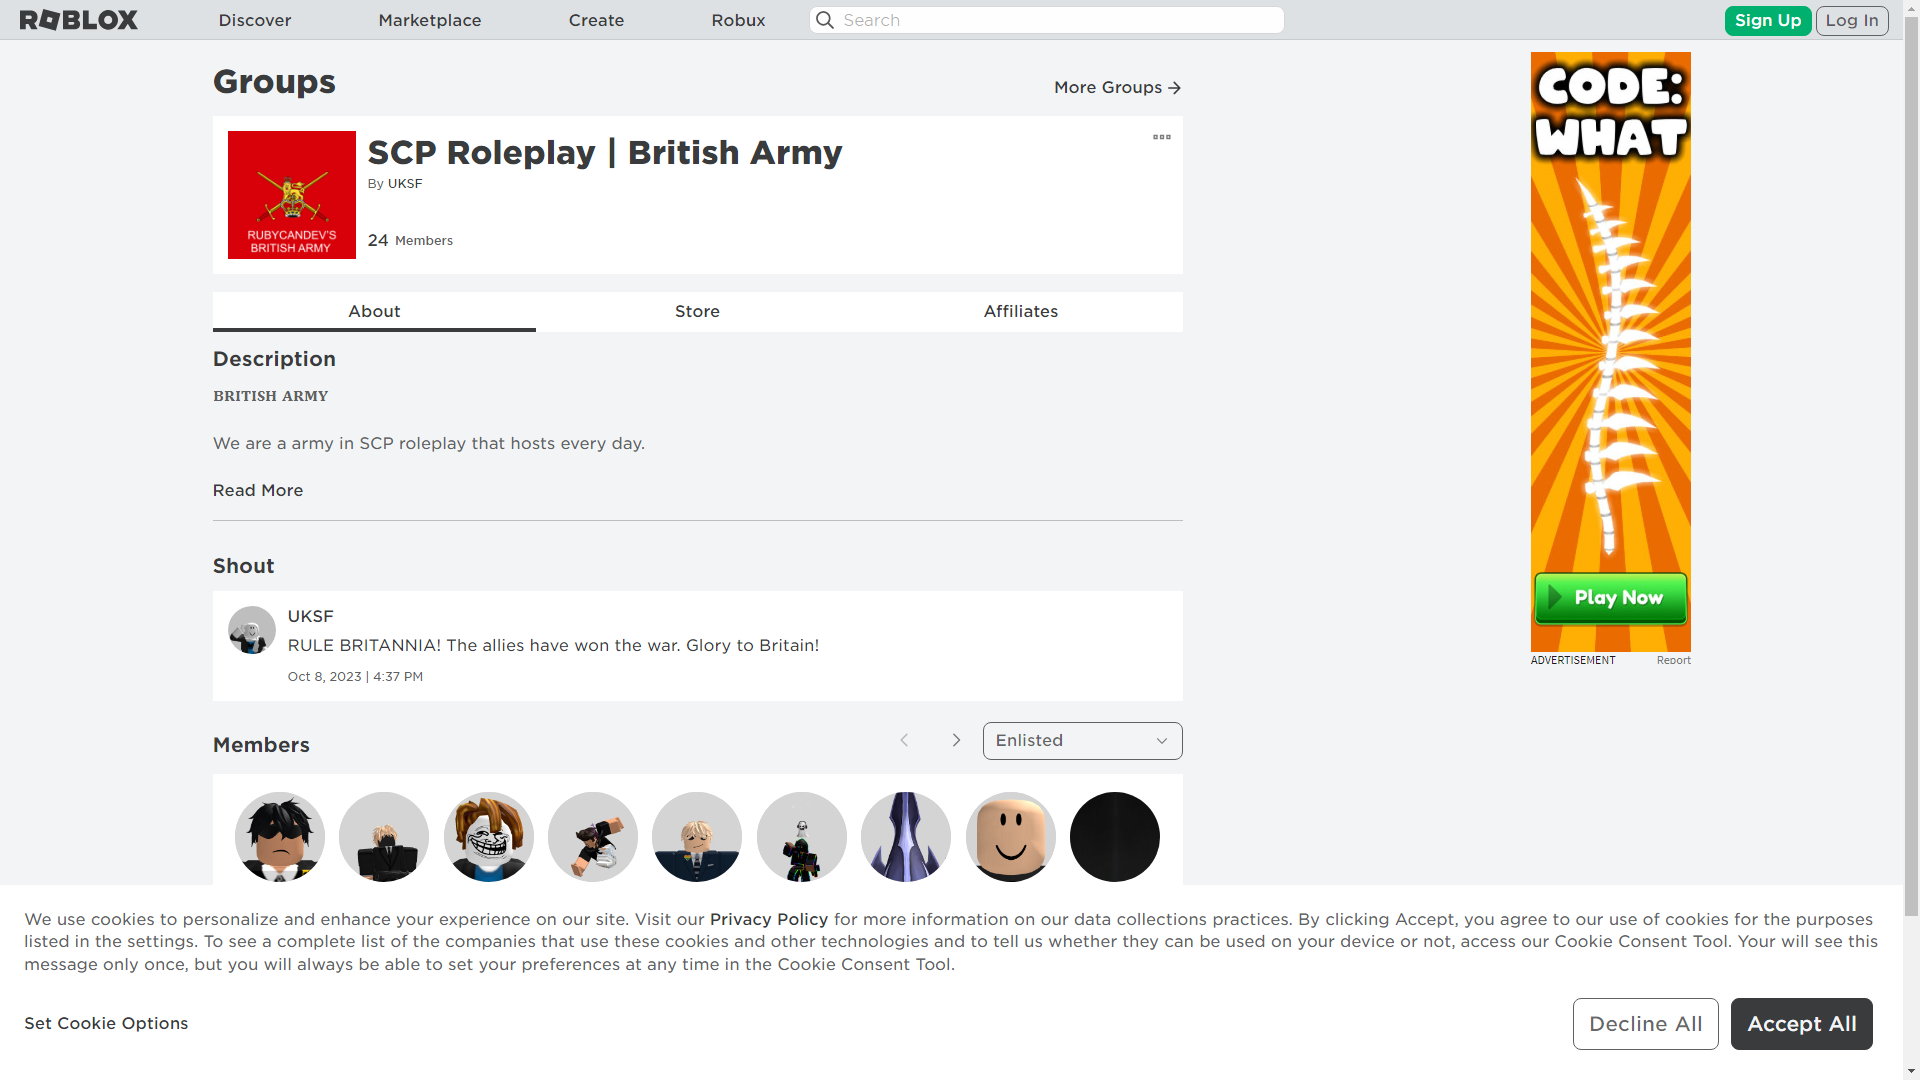 ROBLOX
Discover
Marketplace
Create
Robux
Search
Sign Up
Log In
Groups
More Groups
RUBYCANDEV'S
BRITISH ARMY
SCP Roleplay | British Army
By UKSF
24 Members
About
Store
Affiliates
Description
BRITISH ARMY
We are a army in SCP roleplay that hosts every day.
Read More
Shout
UKSF
RULE BRITANNIA! The allies have won the war. Glory to Britain!
Oct 8, 2023 | 4:37 PM
Members
Enlisted
CODE:
WHAT
Play Now
ADVERTISEMENT
Report
We use cookies to personalize and enhance your experience on our site. Visit our Privacy Policy for more information on our data collections practices. By clicking Accept, you agree to our use of cookies for the purposes
listed in the settings. To see a complete list of the companies that use these cookies and other technologies and to tell us whether they can be used on your device or not, access our Cookie Consent Tool. Your will see this
message only once, but you will always be able to set your preferences at any time in the Cookie Consent Tool.
Set Cookie Options
Decline All
Accept All